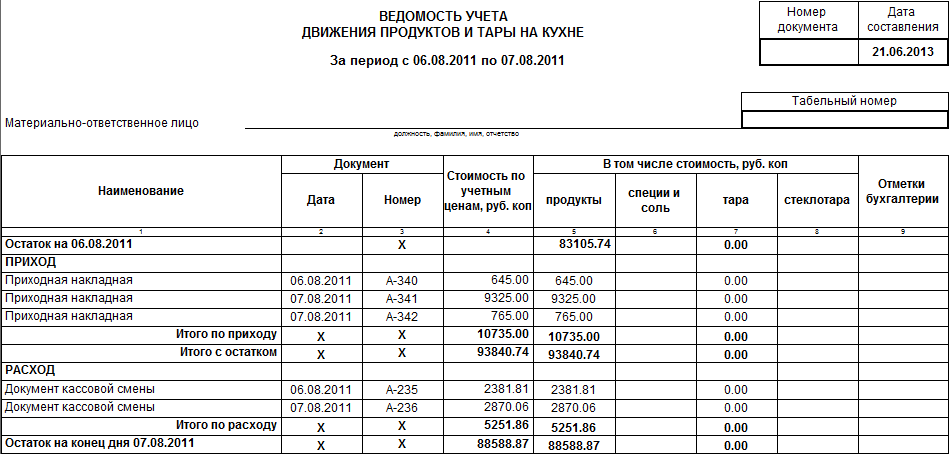 ВЕДОМОСТЬ УЧЕТА
ДВИЖЕНИЯ ПРОДУКТОВ И ТАРЫ НА КУХНЕ
За период с 06.08.2011 по 07.08.2011
Номер документа Дата составления
21.06.2013
Табельный номер
Материально-ответственное лицо
должность, фамилия, имя, отчетство
Наименование Документ Стоимость по учетным ценам, руб. коп В том числе стоимость, руб. коп Отметки бухгалтерии
Дата Номер продукты специи и соль тара стеклотара
1 2 3 4 5 6 7 8 9
Остаток на 06.08.2011 X 83105.74 0.00
ПРИХОД
Приходная накладная 06.08.2011 А-340 645.00 645.00 0.00
Приходная накладная 07.08.2011 А-341 9325.00 9325.00 0.00
Приходная накладная 07.08.2011 А-342 765.00 765.00 0.00
Итого по приходу X X 10735.00 10735.00 0.00
Итого с остатком X X 93840.74 93840.74 0.00
РАСХОД
Документ кассовой смены 06.08.2011 А-235 2381.81 2381.81 0.00
Документ кассовой смены 07.08.2011 А-236 2870.06 2870.06 0.00
Итого по расходу X X 5251.86 5251.86 0.00
Остаток на конец дня 07.08.2011 X X 88588.87 88588.87 0.00